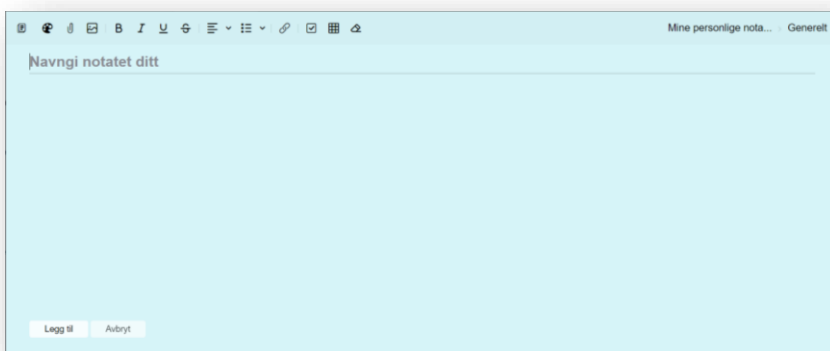 Mine personlige nota... Generelt
Navngi notatet ditt
Legg til Avbryt